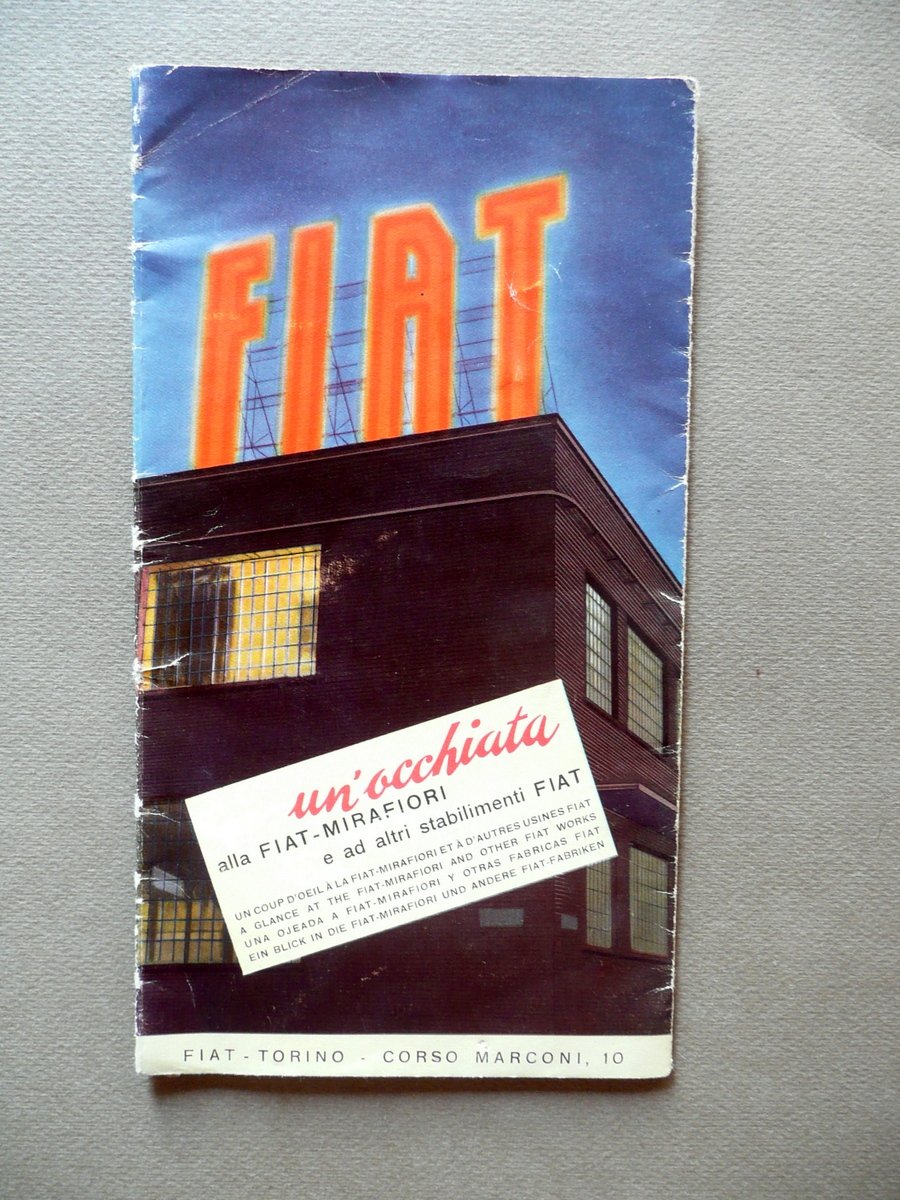 FIAT
un'occhiata
alla FIAT-MIRAFIORI
e ad altri stabilimenti FIAT
UN COUP D'OEIL À LA FIAT-MIRAFIORI ET À D'AUTRES USINES FIAT
A GLANCE AT THE FIAT-MIRAFIORI AND OTHER FIAT WORKS
UNA OJEADA A FIAT-MIRAFIORI Y OTRAS FABRICAS FIAT
EIN BLICK IN DIE FIAT-MIRAFIORI UND ANDERE FIAT-FABRIKEN
FIAT - TORINO - CORSO MARCONI, 10